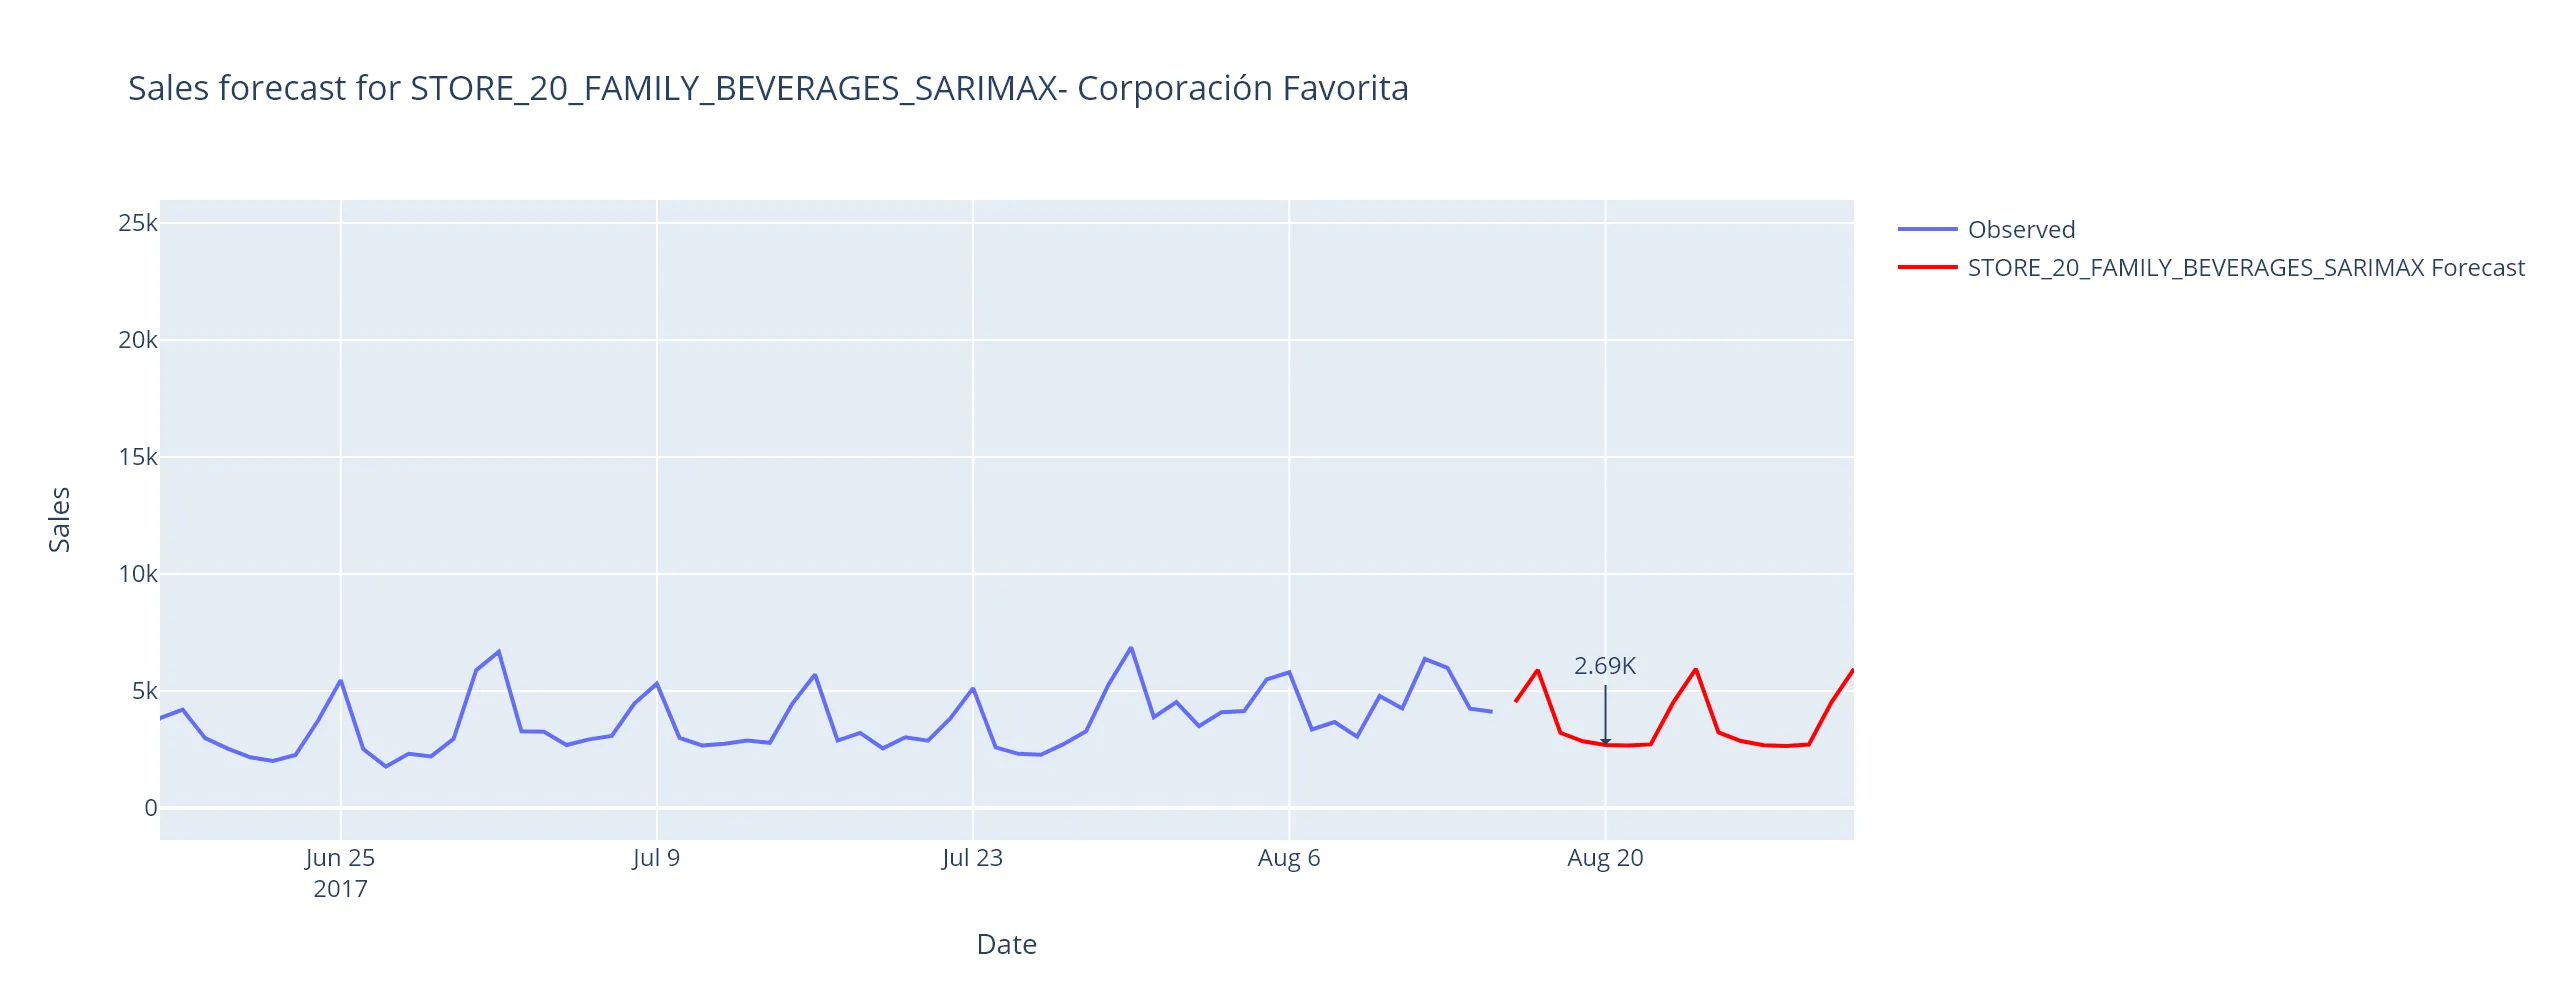 Sales forecast for STORE_20_FAMILY_BEVERAGES_SARIMAX- Corporación Favorita
25k
20k
15k
10k
5k
0
Sales
2.69K
Jun 25
2017
Jul 9
Jul 23
Aug 6
Aug 20
Date
Observed
STORE_20_FAMILY_BEVERAGES_SARIMAX Forecast